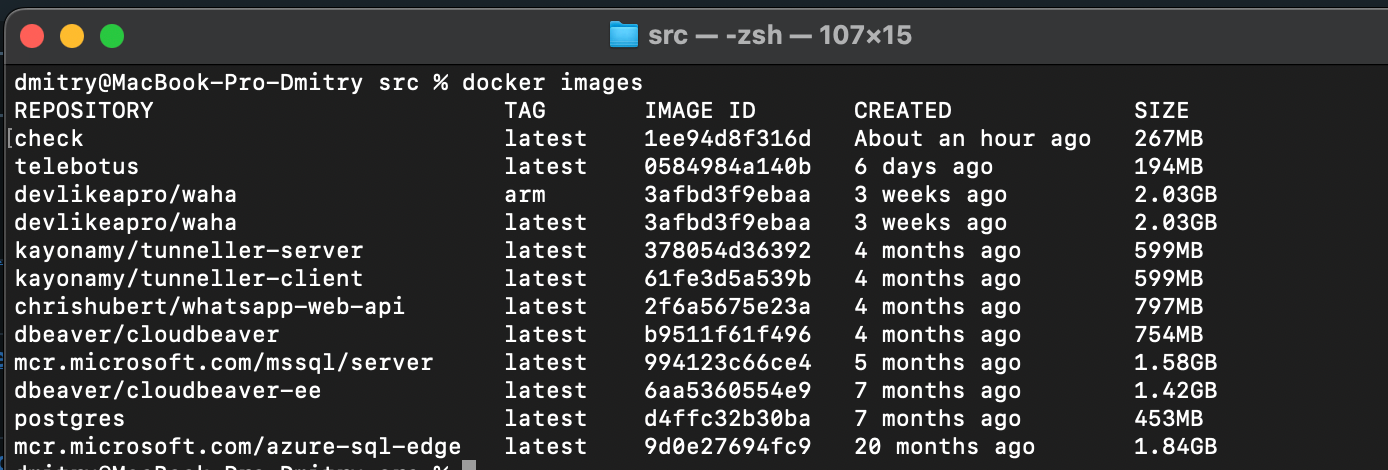 src — -zsh — 107×15
dmitry@MacBook-Pro-Dmitry src % docker images
REPOSITORY TAG IMAGE ID CREATED SIZE
check latest 1ee94d8f316d About an hour ago 267MB
telebotus latest 0584984a140b 6 days ago 194MB
devlikeapro/waha arm 3afbd3f9ebaa 3 weeks ago 2.03GB
devlikeapro/waha latest 3afbd3f9ebaa 3 weeks ago 2.03GB
kayonamy/tunneller-server latest 378054d36392 4 months ago 599MB
kayonamy/tunneller-client latest 61fe3d5a539b 4 months ago 599MB
chrishubert/whatsapp-web-api latest 2f6a5675e23a 4 months ago 797MB
dbeaver/cloudbeaver latest b9511f61f496 4 months ago 754MB
mcr.microsoft.com/mssql/server latest 994123c66ce4 5 months ago 1.58GB
dbeaver/cloudbeaver-ee latest 6aa5360554e9 7 months ago 1.42GB
postgres latest d4ffc32b30ba 7 months ago 453MB
mcr.microsoft.com/azure-sql-edge latest 9d0e27694fc9 20 months ago 1.84GB
dmitry@MacBook-Pro-Dmitry src %